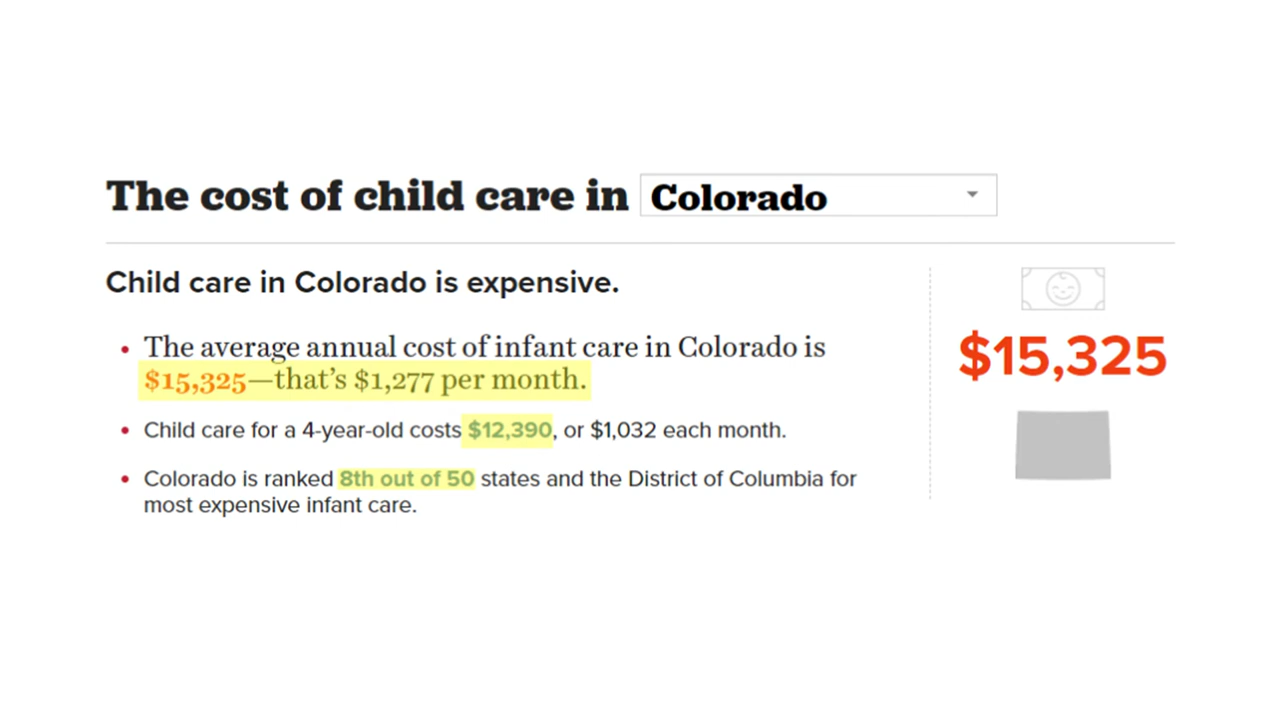 The cost of child care in Colorado
Child care in Colorado is expensive.
• The average annual cost of infant care in Colorado is
$15,325—that’s $1,277 per month.
• Child care for a 4-year-old costs $12,390, or $1,032 each month.
• Colorado is ranked 8th out of 50 states and the District of Columbia for
most expensive infant care.
$15,325